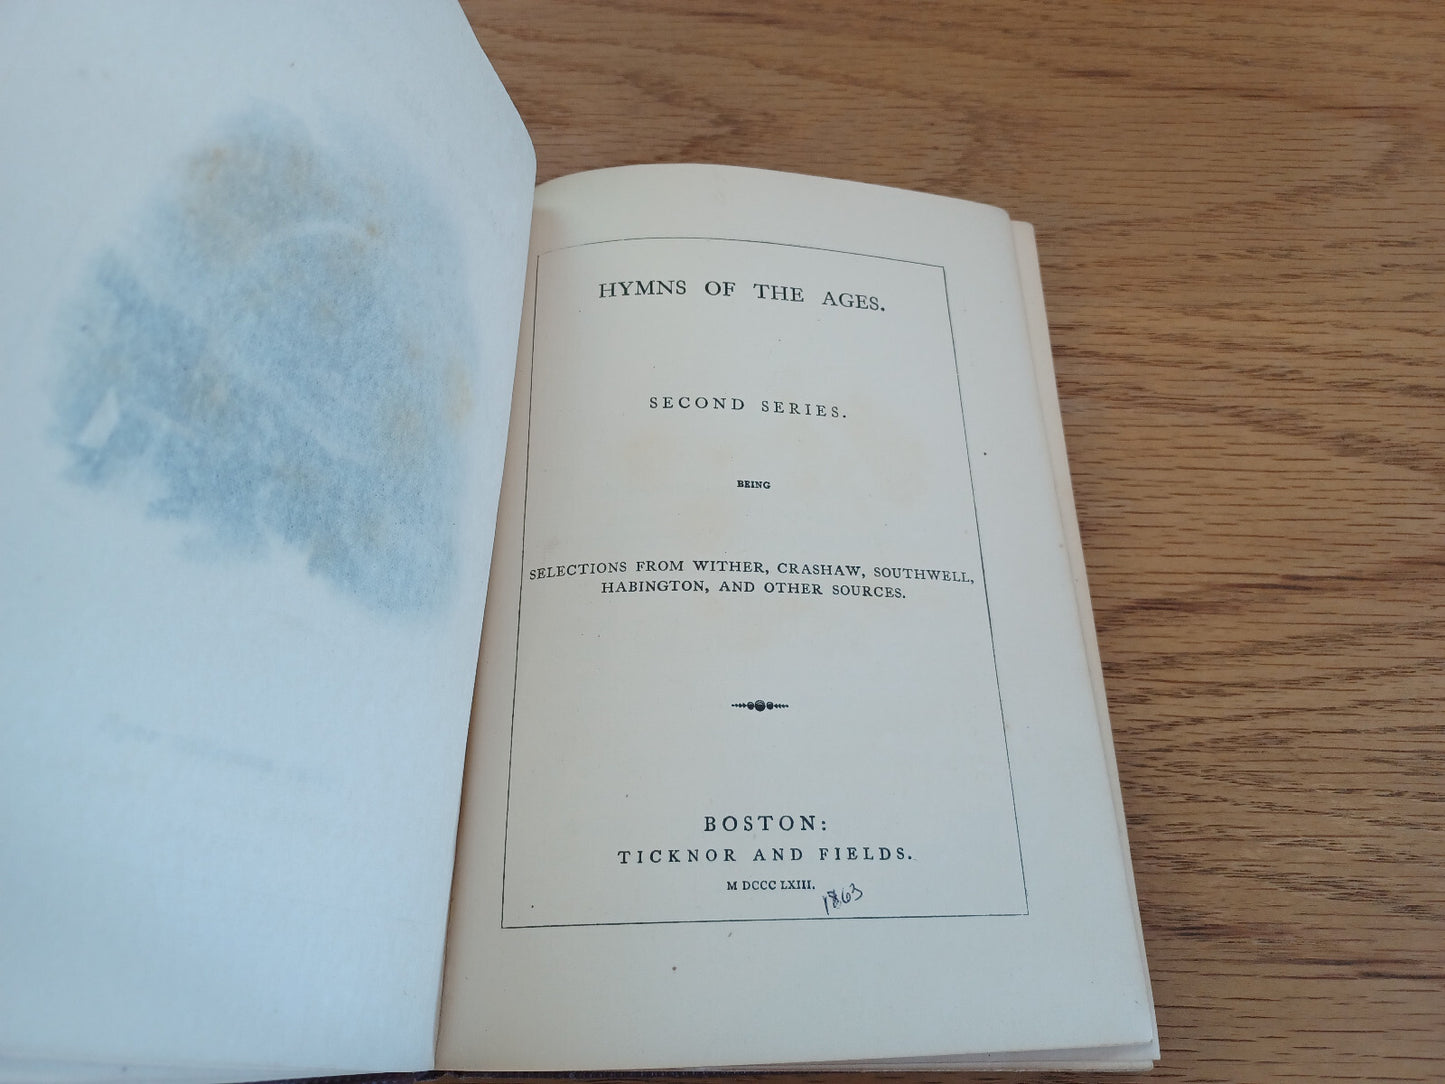 HYMNS OF THE AGES.
SECOND SERIES.
BEING
SELECTIONS FROM WITHER, CRASHAW, SOUTHWELL,
HABINGTON, AND OTHER SOURCES.
BOSTON:
TICKNOR AND FIELDS.
M DCCC LXIII.
1863